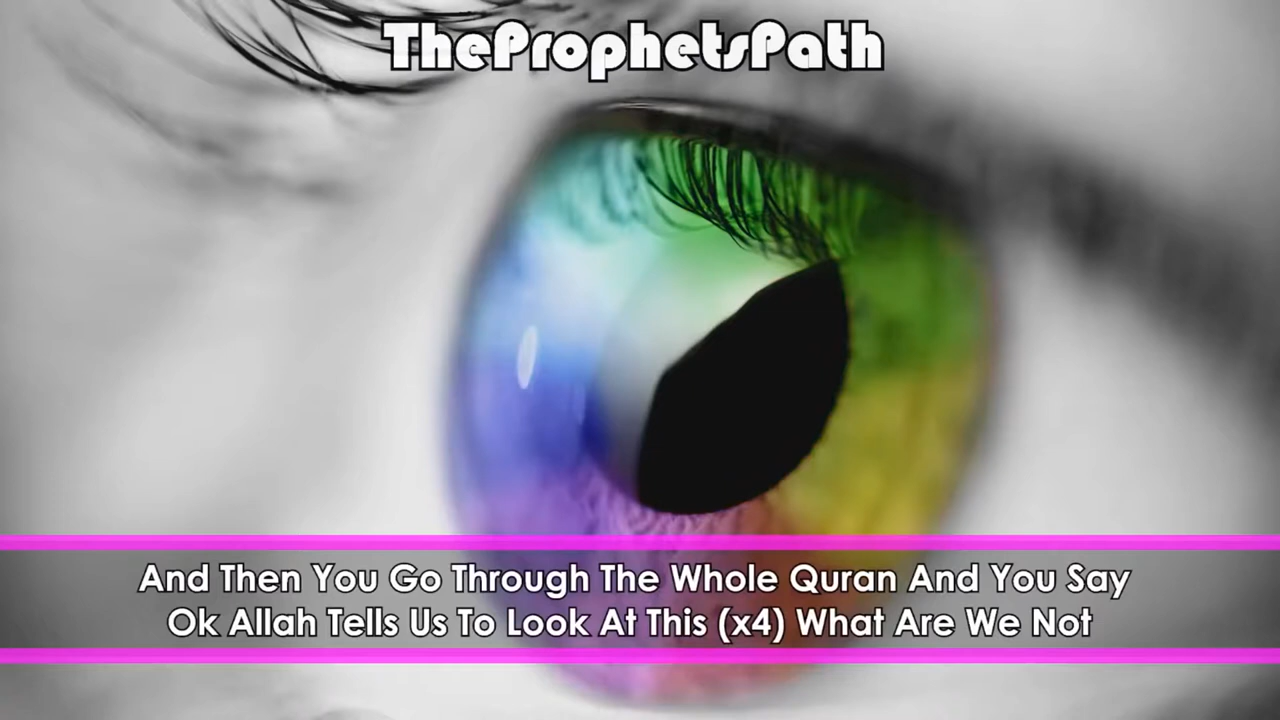 TheProphetsPath
And Then You Go Through The Whole Quran And You Say
Ok Allah Tells Us To Look At This (x4) What Are We Not